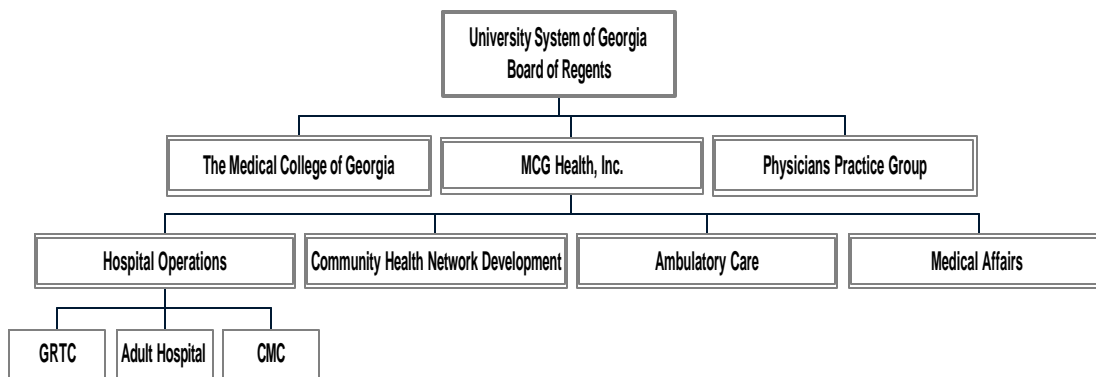 University System of Georgia
Board of Regents
The Medical College of Georgia
MCG Health, Inc.
Physicians Practice Group
Hospital Operations
Community Health Network Development
Ambulatory Care
Medical Affairs
GRTC
Adult Hospital
CMC